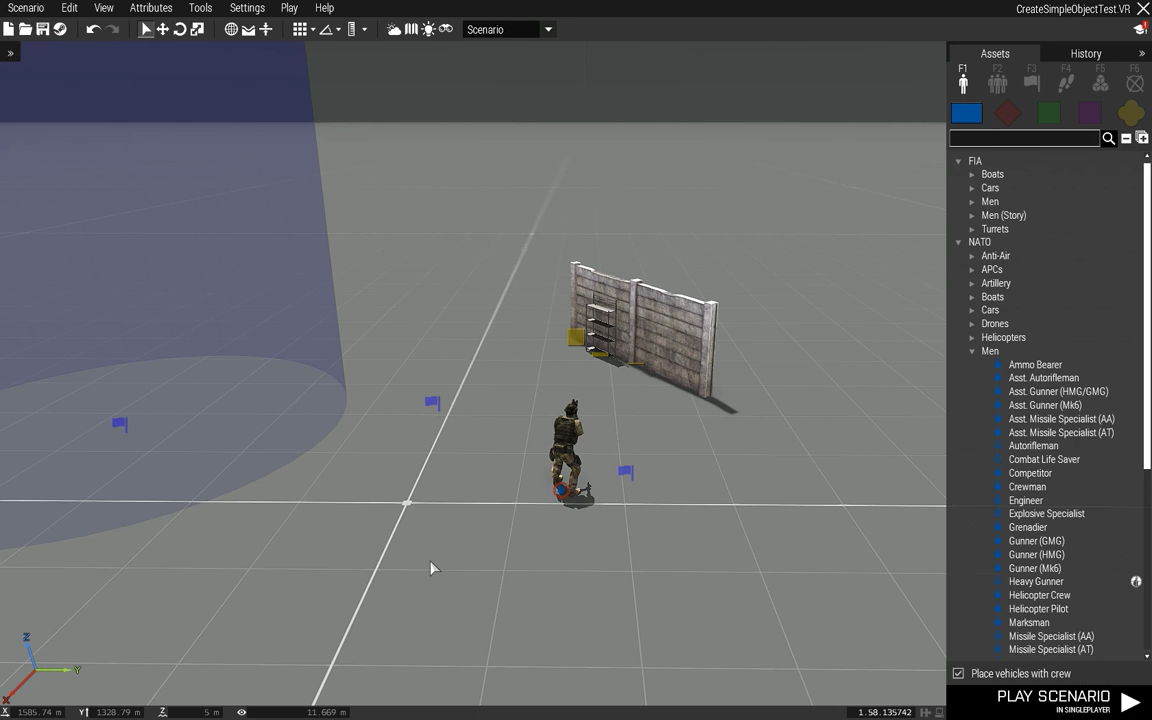 Scenario Edit View Attributes Tools Settings Play Help CreateSimpleObjectTest.VR
Scenario
Assets History
F1 F2 F3 F4 F5 F6
FIA
Boats
Cars
Men
Men (Story)
Turrets
NATO
Anti-Air
APCs
Artillery
Boats
Cars
Drones
Helicopters
Men
Ammo Bearer
Asst. Autorifleman
Asst. Gunner (HMG/GMG)
Asst. Gunner (Mk6)
Asst. Missile Specialist (AA)
Asst. Missile Specialist (AT)
Autorifleman
Combat Life Saver
Competitor
Crewman
Engineer
Explosive Specialist
Grenadier
Gunner (GMG)
Gunner (HMG)
Gunner (Mk6)
Heavy Gunner
Helicopter Crew
Helicopter Pilot
Marksman
Missile Specialist (AA)
Missile Specialist (AT)
Place vehicles with crew
PLAY SCENARIO
IN SINGLEPLAYER
Z
Y
X
X 1585.74 m Y 1328.79 m Z 5 m 11.669 m 1.58.135742